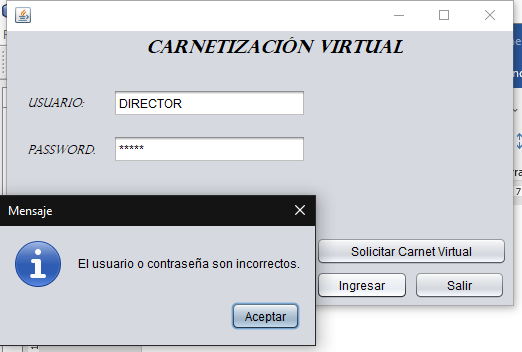 CARNETIZACIÓN VIRTUAL
USUARIO:
DIRECTOR
PASSWORD:
*****
Mensaje
El usuario o contraseña son incorrectos.
Aceptar
Solicitar Carnet Virtual
Ingresar
Salir